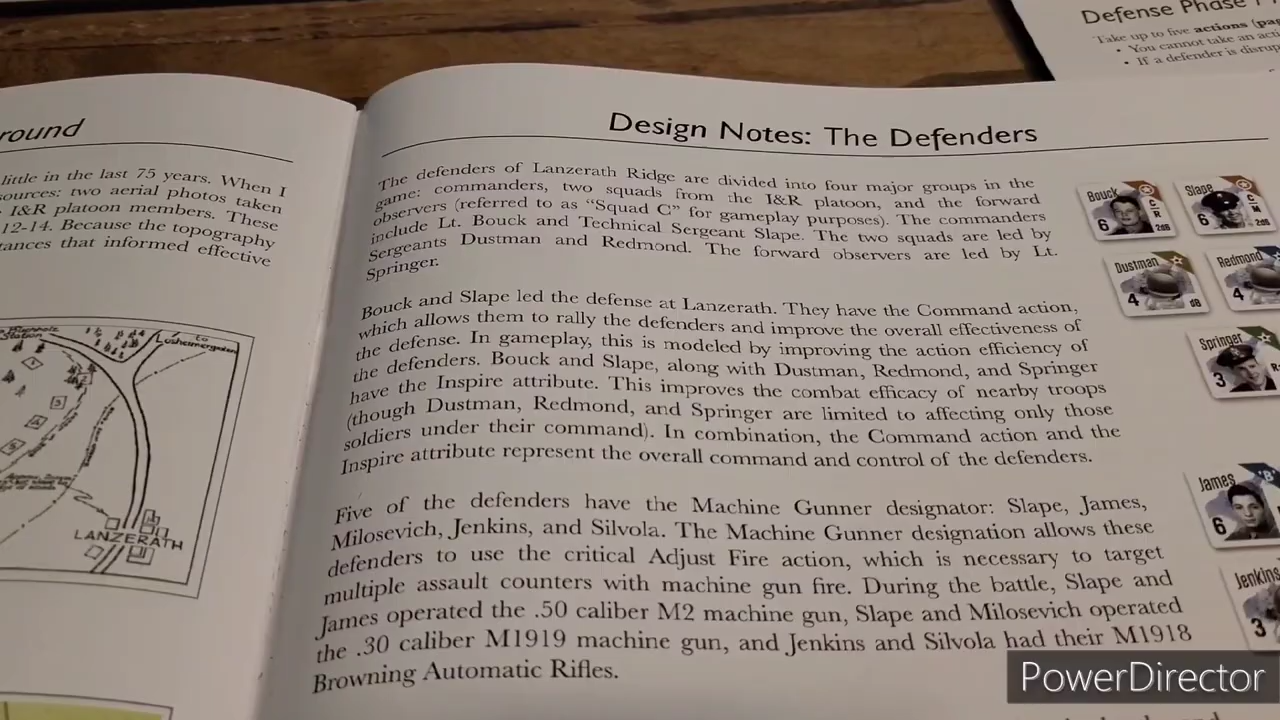 Defense Phase
Take up to five actions
• You cannot take an
• If a defender is
round
little in the last 75 years. When I
sources: two aerial photos taken
I&R platoon members. These
12-14. Because the topography
tances that informed effective
Station
to
Losheimergraben
LANZERATH
Design Notes: The Defenders
The defenders of Lanzerath Ridge are divided into four major groups in the
game: commanders, two squads from the I&R platoon, and the forward
observers (referred to as “Squad C” for gameplay purposes). The commanders
include Lt. Bouck and Technical Sergeant Slape. The two squads are led by
Sergeants Dustman and Redmond. The forward observers are led by Lt.
Springer.
Bouck and Slape led the defense at Lanzerath. They have the Command action,
which allows them to rally the defenders and improve the overall effectiveness of
the defense. In gameplay, this is modeled by improving the action efficiency of
the defenders. Bouck and Slape, along with Dustman, Redmond, and Springer
have the Inspire attribute. This improves the combat efficacy of nearby troops
(though Dustman, Redmond, and Springer are limited to affecting only those
soldiers under their command). In combination, the Command action and the
Inspire attribute represent the overall command and control of the defenders.
Five of the defenders have the Machine Gunner designator: Slape, James,
Milosevich, Jenkins, and Silvola. The Machine Gunner designation allows these
defenders to use the critical Adjust Fire action, which is necessary to target
multiple assault counters with machine gun fire. During the battle, Slape and
James operated the .50 caliber M2 machine gun, Slape and Milosevich operated
the .30 caliber M1919 machine gun, and Jenkins and Silvola had their M1918
Browning Automatic Rifles.
Bouck
6
Slape
6
Dustman
4
Redmond
4
Springer
3
James
6
Jenkins
3
PowerDirector